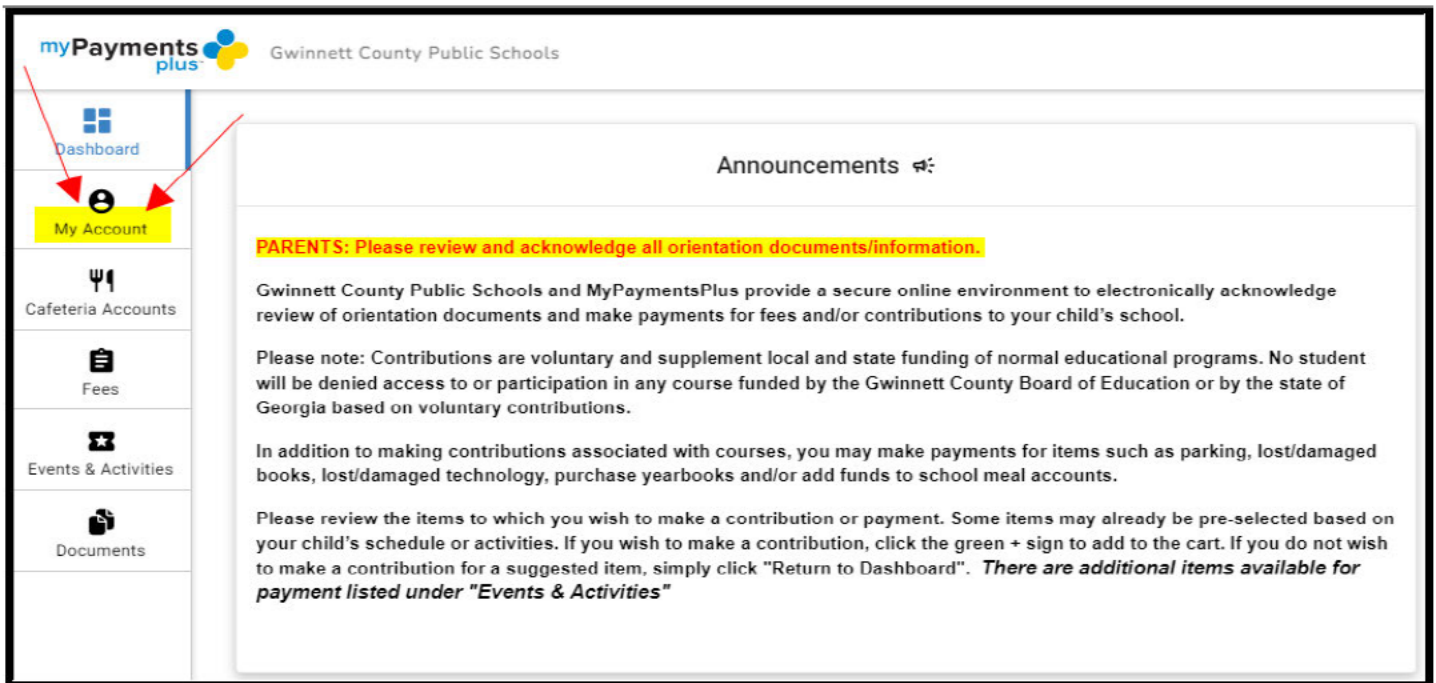 myPayments
plus™
Gwinnett County Public Schools
Dashboard
My Account
Cafeteria Accounts
Fees
Events & Activities
Documents
Announcements
PARENTS: Please review and acknowledge all orientation documents/information.
Gwinnett County Public Schools and MyPaymentsPlus provide a secure online environment to electronically acknowledge
review of orientation documents and make payments for fees and/or contributions to your child's school.
Please note: Contributions are voluntary and supplement local and state funding of normal educational programs. No student
will be denied access to or participation in any course funded by the Gwinnett County Board of Education or by the state of
Georgia based on voluntary contributions.
In addition to making contributions associated with courses, you may make payments for items such as parking, lost/damaged
books, lost/damaged technology, purchase yearbooks and/or add funds to school meal accounts.
Please review the items to which you wish to make a contribution or payment. Some items may already be pre-selected based on
your child's schedule or activities. If you wish to make a contribution, click the green + sign to add to the cart. If you do not wish
to make a contribution for a suggested item, simply click "Return to Dashboard". There are additional items available for
payment listed under "Events & Activities"